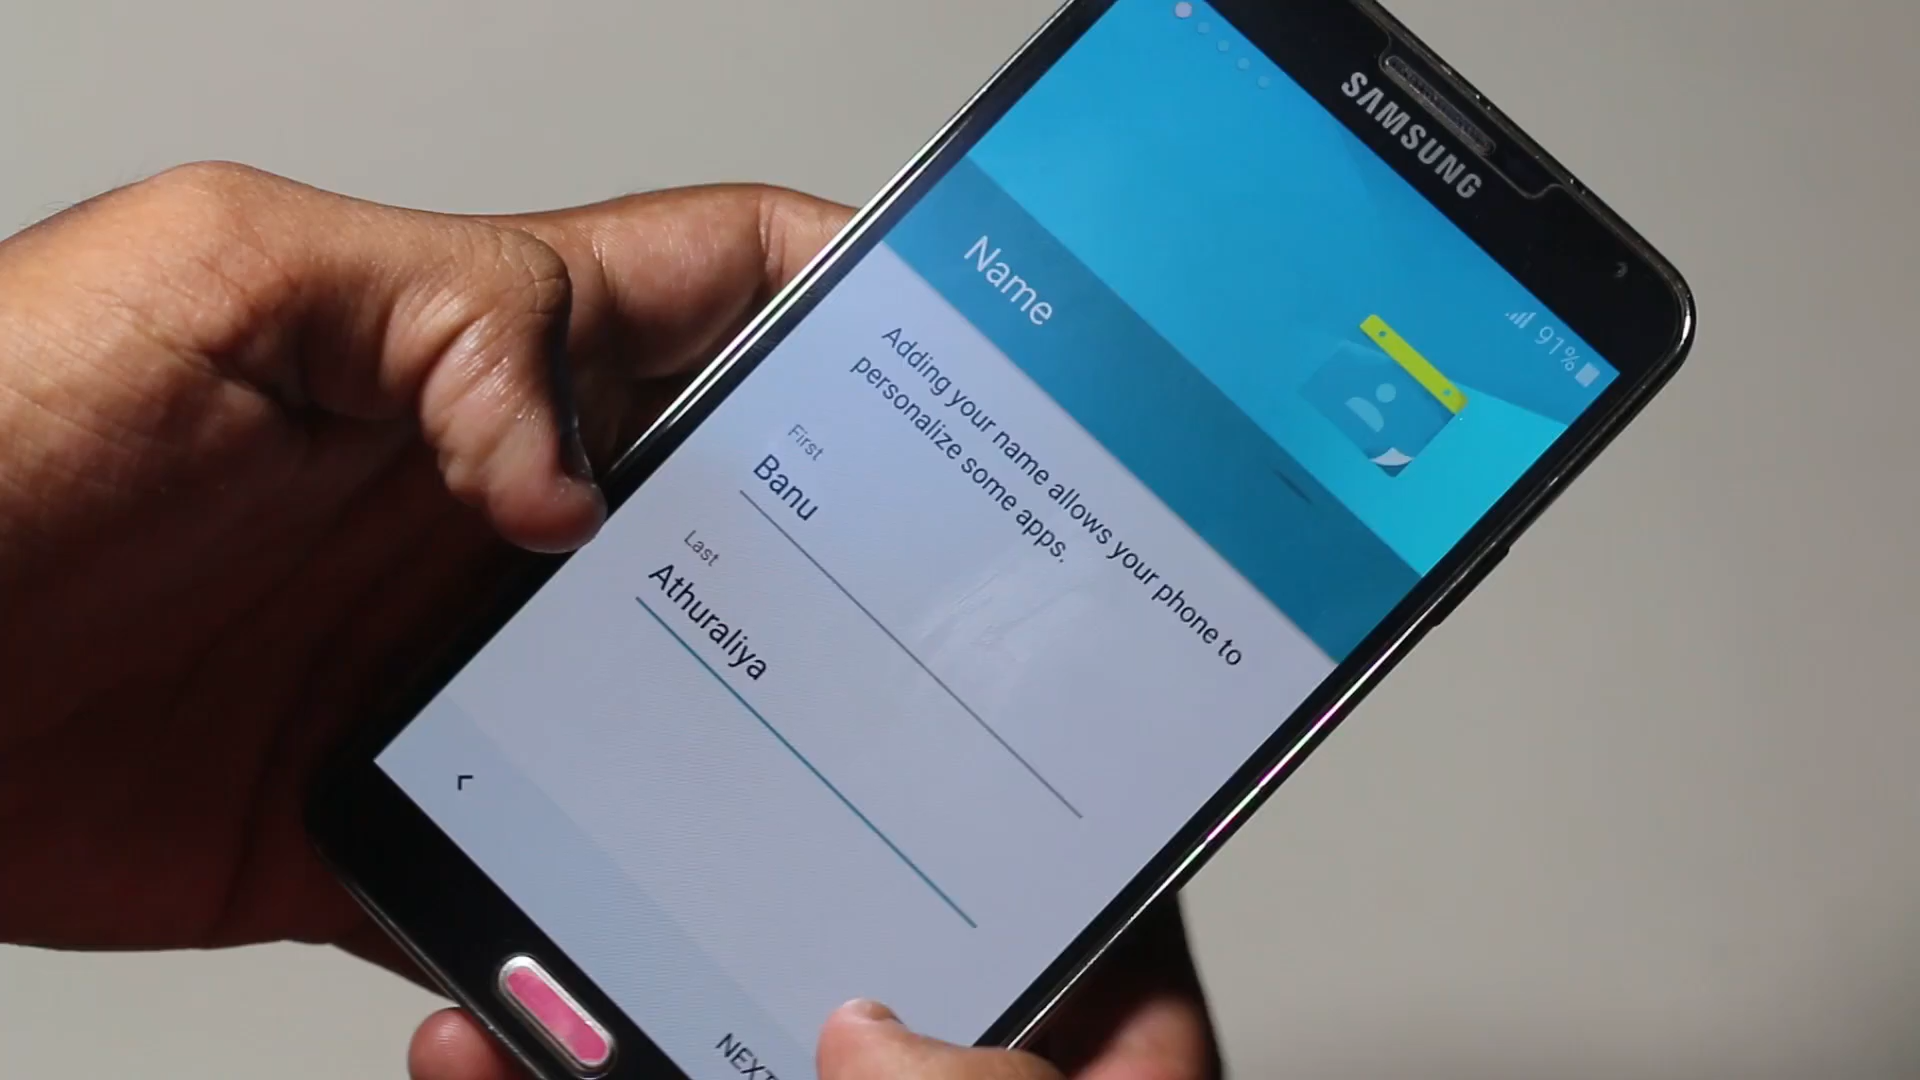 SAMSUNG
91%
Name
Adding your name allows your phone to
personalize some apps.
First
Banu
Last
Athuraliya
NEXT